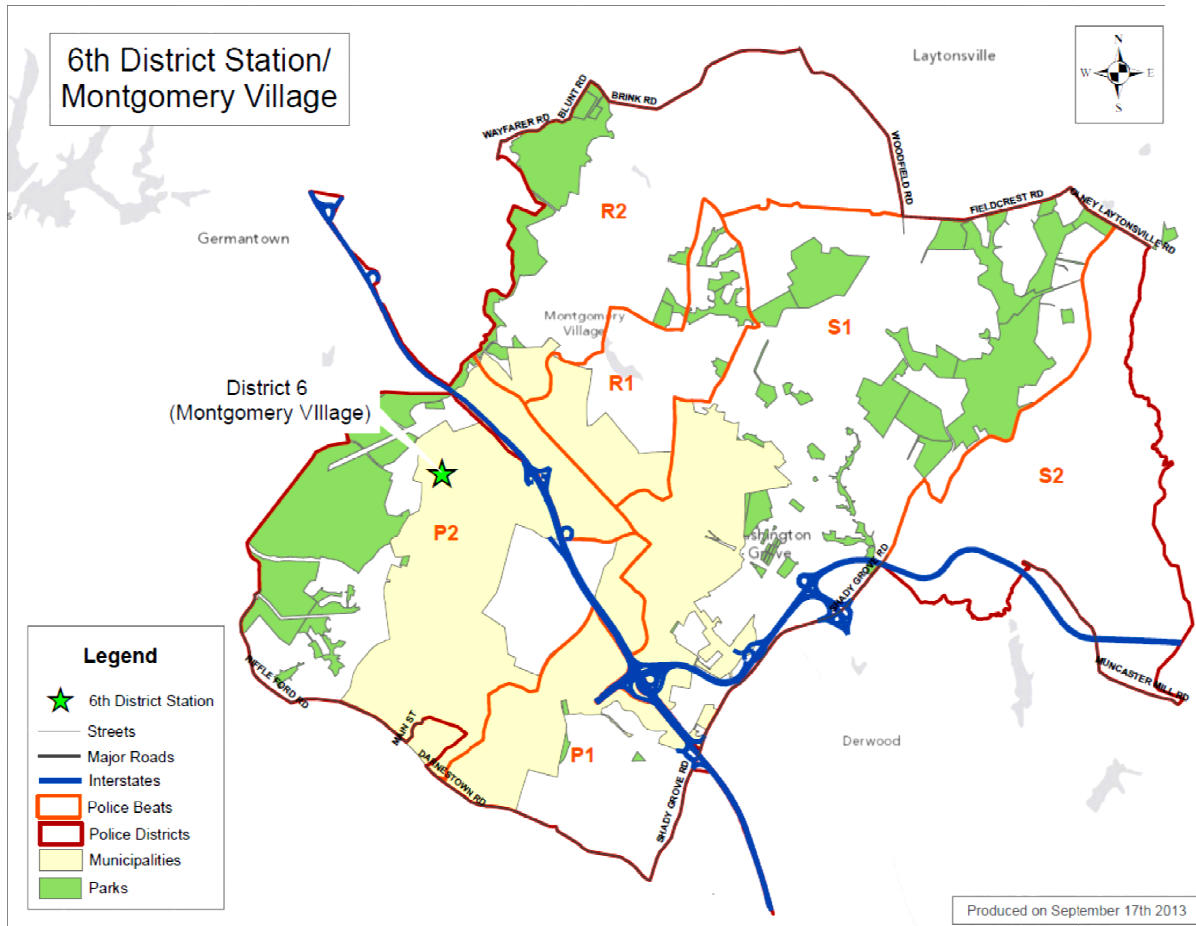 6th District Station/
Montgomery Village
Laytonsville
N
W E
S
BLUNT RD
BRINK RD
WAYFARER RD
WOODFIELD RD
FIELDCREST RD
OLNEY LAYTONSVILLE RD
R2
Germantown
Montgomery
Village
S1
R1
District 6
(Montgomery VIllage)
S2
P2
shington
Grove
SHADY GROVE RD
MUNCASTER MILL RD
RIFFLE FORD RD
MAIN ST
DARNESTOWN RD
P1
SHADY GROVE RD
Derwood
Legend
6th District Station
Streets
Major Roads
Interstates
Police Beats
Police Districts
Municipalities
Parks
Produced on September 17th 2013